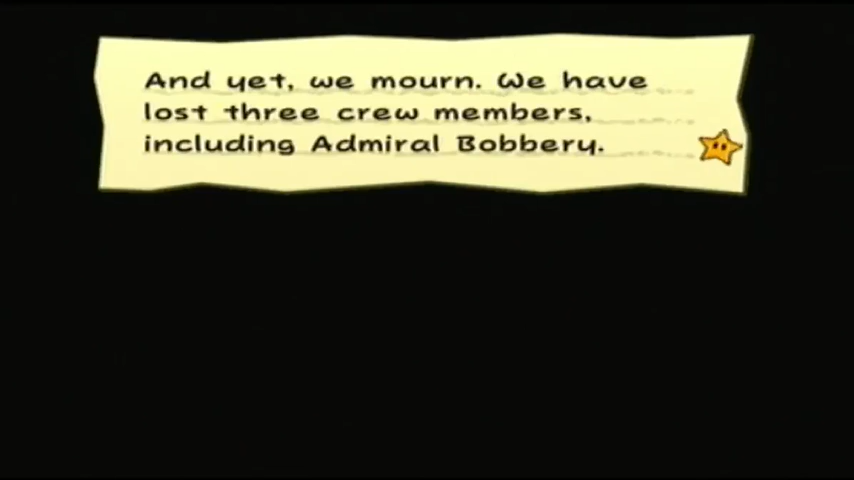 And yet, we mourn. We have
lost three crew members,
including Admiral Bobbery.